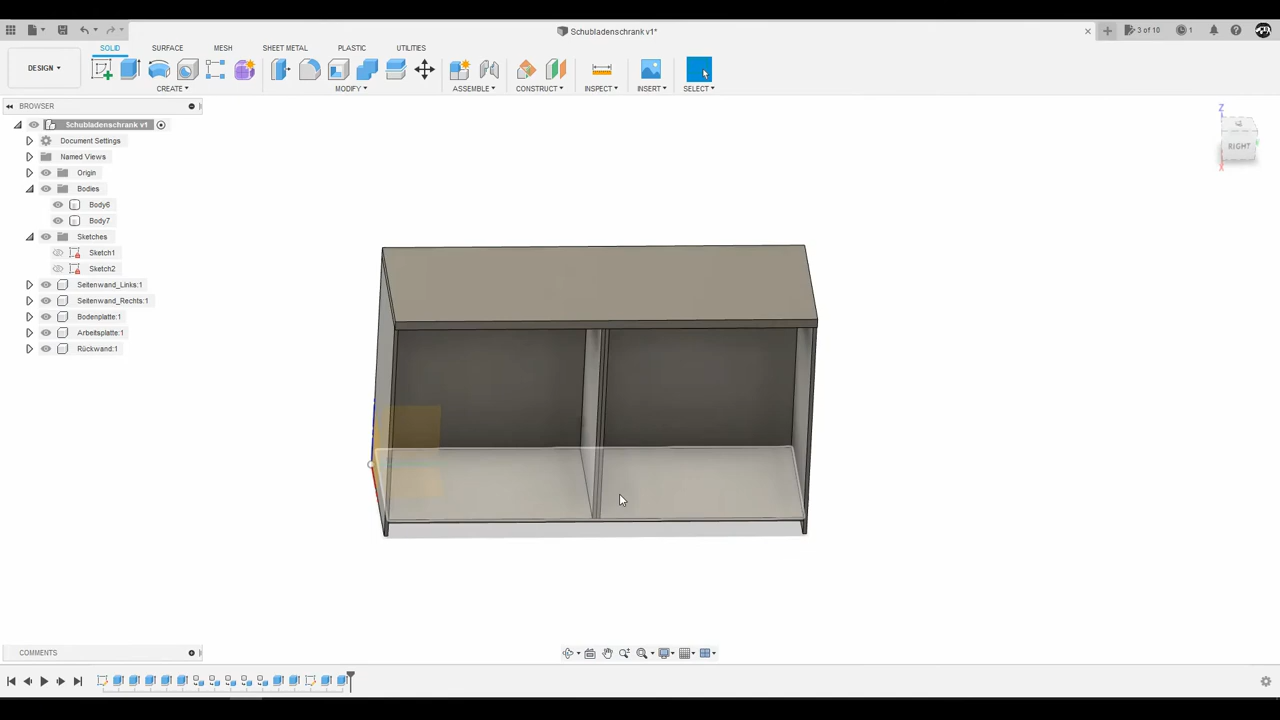 Schubladenschrank v1*
3 of 10
1
DESIGN
SOLID
SURFACE
MESH
SHEET METAL
PLASTIC
UTILITIES
CREATE
MODIFY
ASSEMBLE
CONSTRUCT
INSPECT
INSERT
SELECT
BROWSER
Schubladenschrank v1
Document Settings
Named Views
Origin
Bodies
Body6
Body7
Sketches
Sketch1
Sketch2
Seitenwand_Links:1
Seitenwand_Rechts:1
Bodenplatte:1
Arbeitsplatte:1
Rückwand:1
Z
RIGHT
X
COMMENTS